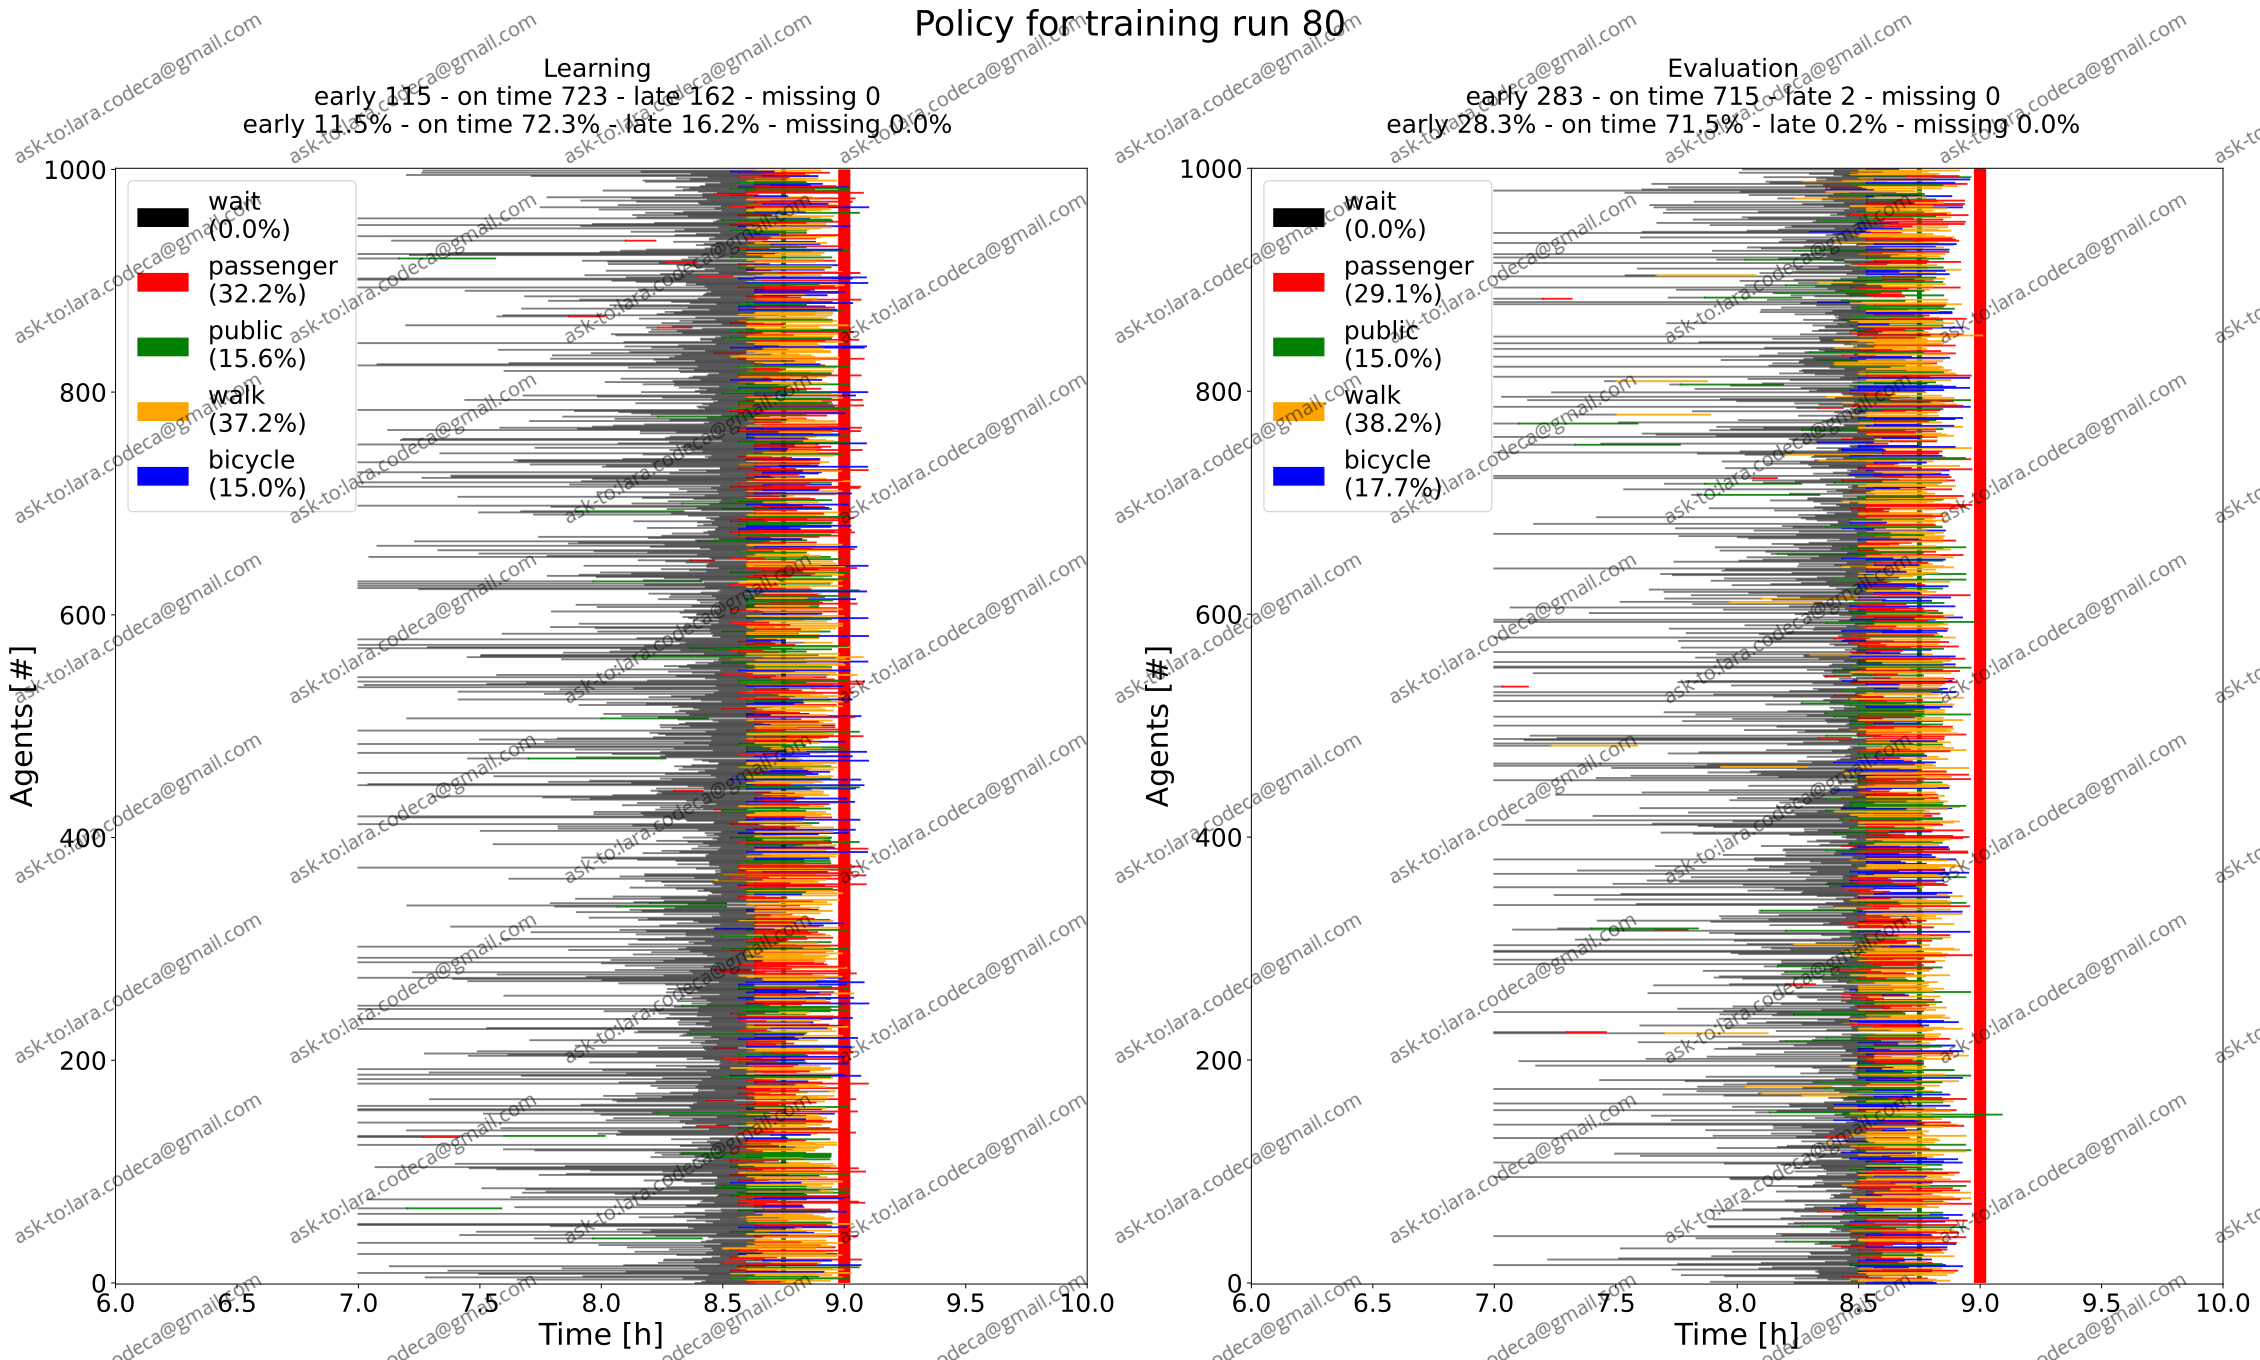 Policy for training run 80
Learning
early 115 - on time 723 - late 162 - missing 0
early 11.5% - on time 72.3% - late 16.2% - missing 0.0%
Evaluation
early 283 - on time 715 - late 2 - missing 0
early 28.3% - on time 71.5% - late 0.2% - missing 0.0%
1000
800
600
400
200
0
Agents [#]
wait
(0.0%)
passenger
(32.2%)
public
(15.6%)
walk
(37.2%)
bicycle
(15.0%)
6.0 6.5 7.0 7.5 8.0 8.5 9.0 9.5 10.0
Time [h]
1000
800
600
400
200
0
Agents [#]
wait
(0.0%)
passenger
(29.1%)
public
(15.0%)
walk
(38.2%)
bicycle
(17.7%)
6.0 6.5 7.0 7.5 8.0 8.5 9.0 9.5 10.0
Time [h]
ask-to:lara.codeca@gmail.com